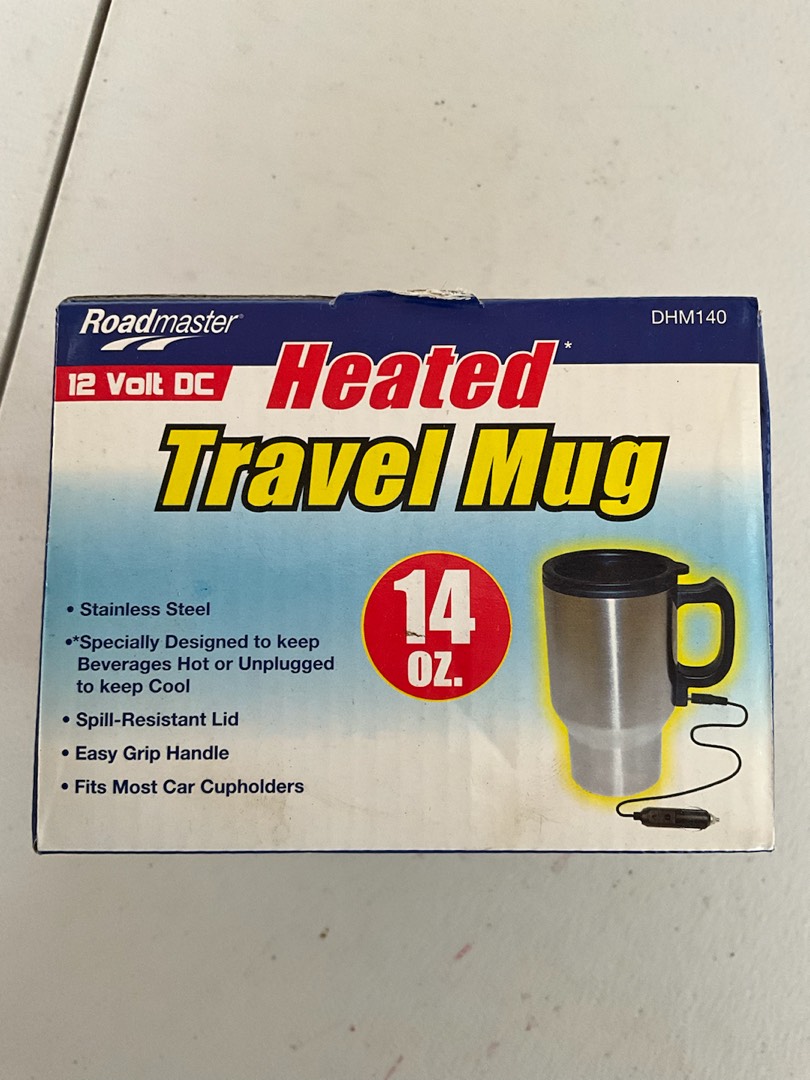 Roadmaster®
DHM140
12 Volt DC
Heated*
Travel Mug
14
OZ.
• Stainless Steel
•*Specially Designed to keep
Beverages Hot or Unplugged
to keep Cool
• Spill-Resistant Lid
• Easy Grip Handle
• Fits Most Car Cupholders